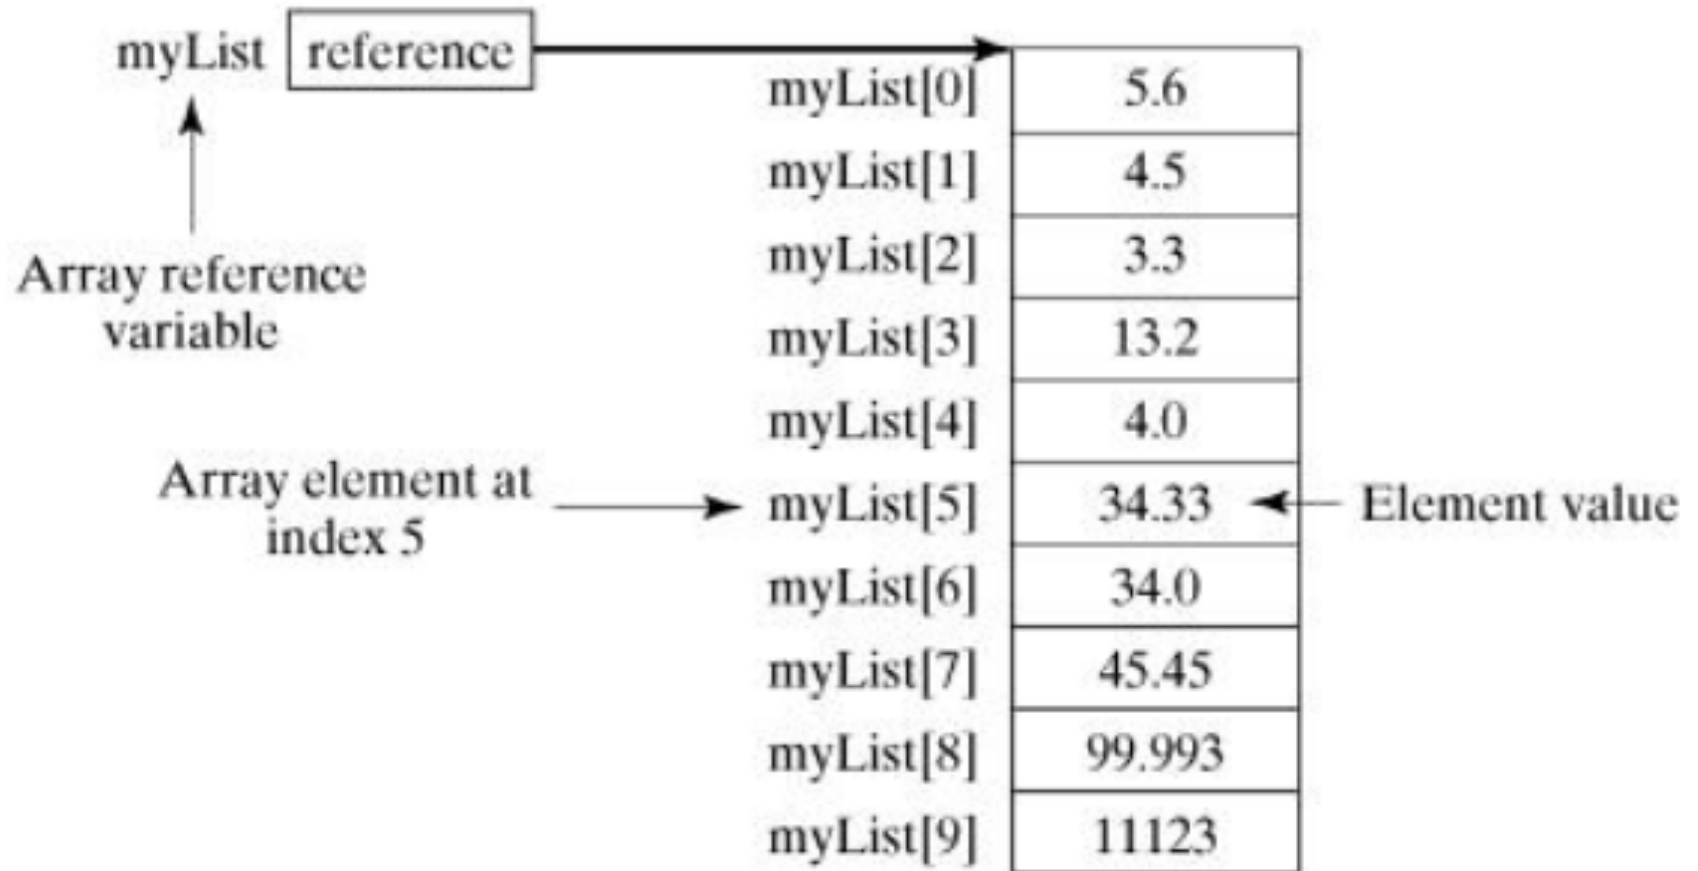 myList reference
myList[0] 5.6
myList[1] 4.5
myList[2] 3.3
Array reference
variable
myList[3] 13.2
myList[4] 4.0
Array element at
index 5
myList[5] 34.33 Element value
myList[6] 34.0
myList[7] 45.45
myList[8] 99.993
myList[9] 11123